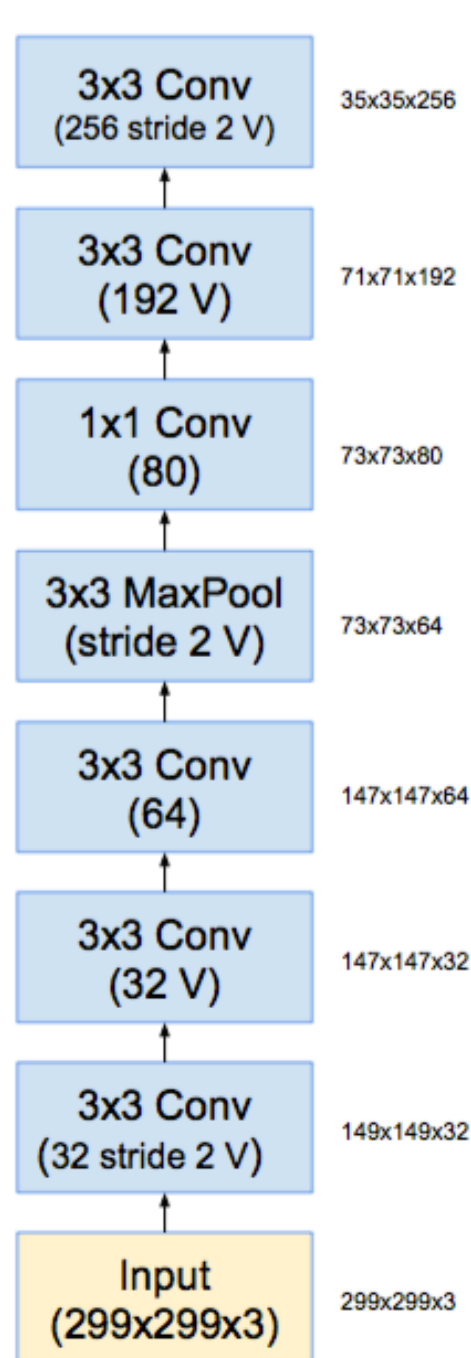 3x3 Conv
(256 stride 2 V)
35x35x256
3x3 Conv
(192 V)
71x71x192
1x1 Conv
(80)
73x73x80
3x3 MaxPool
(stride 2 V)
73x73x64
3x3 Conv
(64)
147x147x64
3x3 Conv
(32 V)
147x147x32
3x3 Conv
(32 stride 2 V)
149x149x32
Input
(299x299x3)
299x299x3